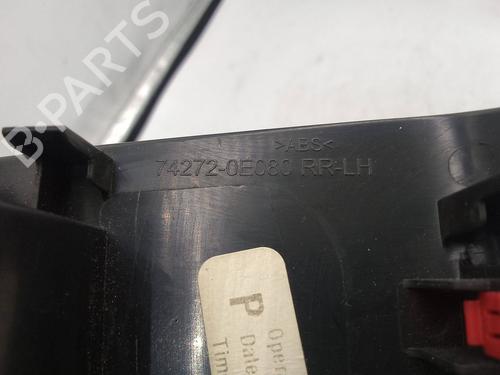 >ABS<
74272-0E080 RR-LH
B-PARTS
P
Oper
Date
Tim